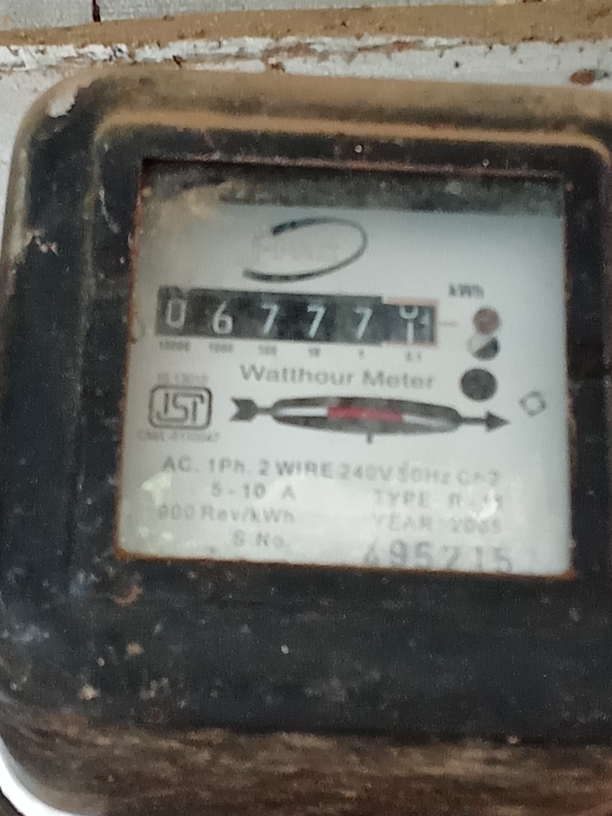 kWh
0 6 7 7 7
10000 1000 100 10 1 0.1
Watthour Meter
ISI
AC. 1Ph. 2 WIRE 240V 50Hz
5-10 A TYPE
900 Rev/kWh YEAR
S No. 495215